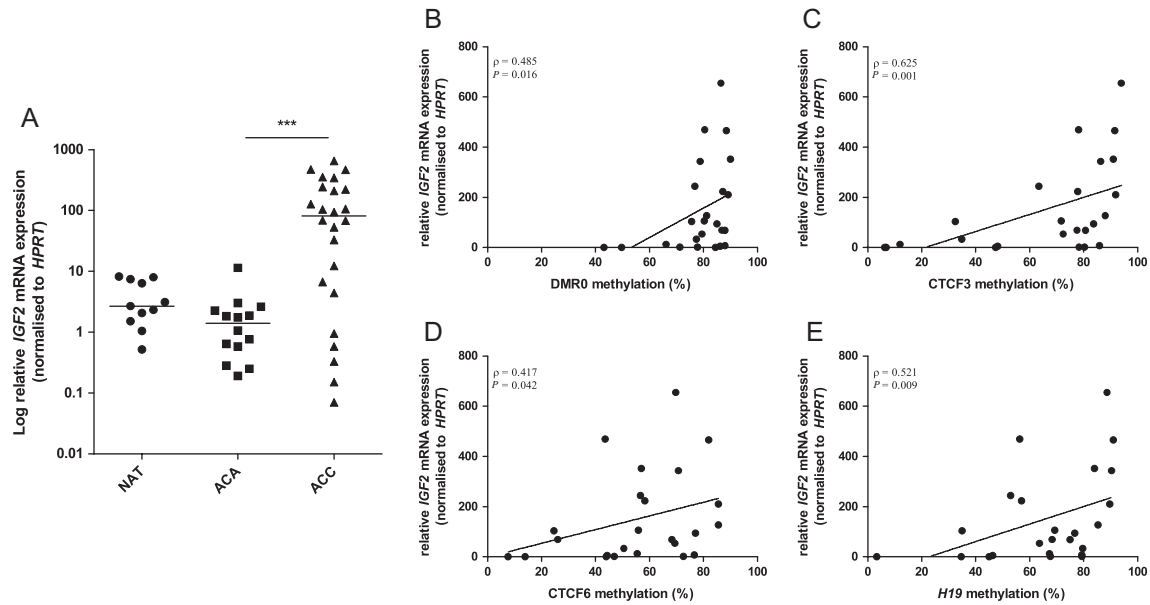 A
Log relative IGF2 mRNA expression
(normalised to HPRT)
1000
100
10
1
0.1
0.01
***
NAT
ACA
ACC
B
relative IGF2 mRNA expression
(normalised to HPRT)
800
600
400
200
0
ρ = 0.485
P = 0.016
0 20 40 60 80 100
DMR0 methylation (%)
C
relative IGF2 mRNA expression
(normalised to HPRT)
800
600
400
200
0
ρ = 0.625
P = 0.001
0 20 40 60 80 100
CTCF3 methylation (%)
D
relative IGF2 mRNA expression
(normalised to HPRT)
800
600
400
200
0
ρ = 0.417
P = 0.042
0 20 40 60 80 100
CTCF6 methylation (%)
E
relative IGF2 mRNA expression
(normalised to HPRT)
800
600
400
200
0
ρ = 0.521
P = 0.009
0 20 40 60 80 100
H19 methylation (%)